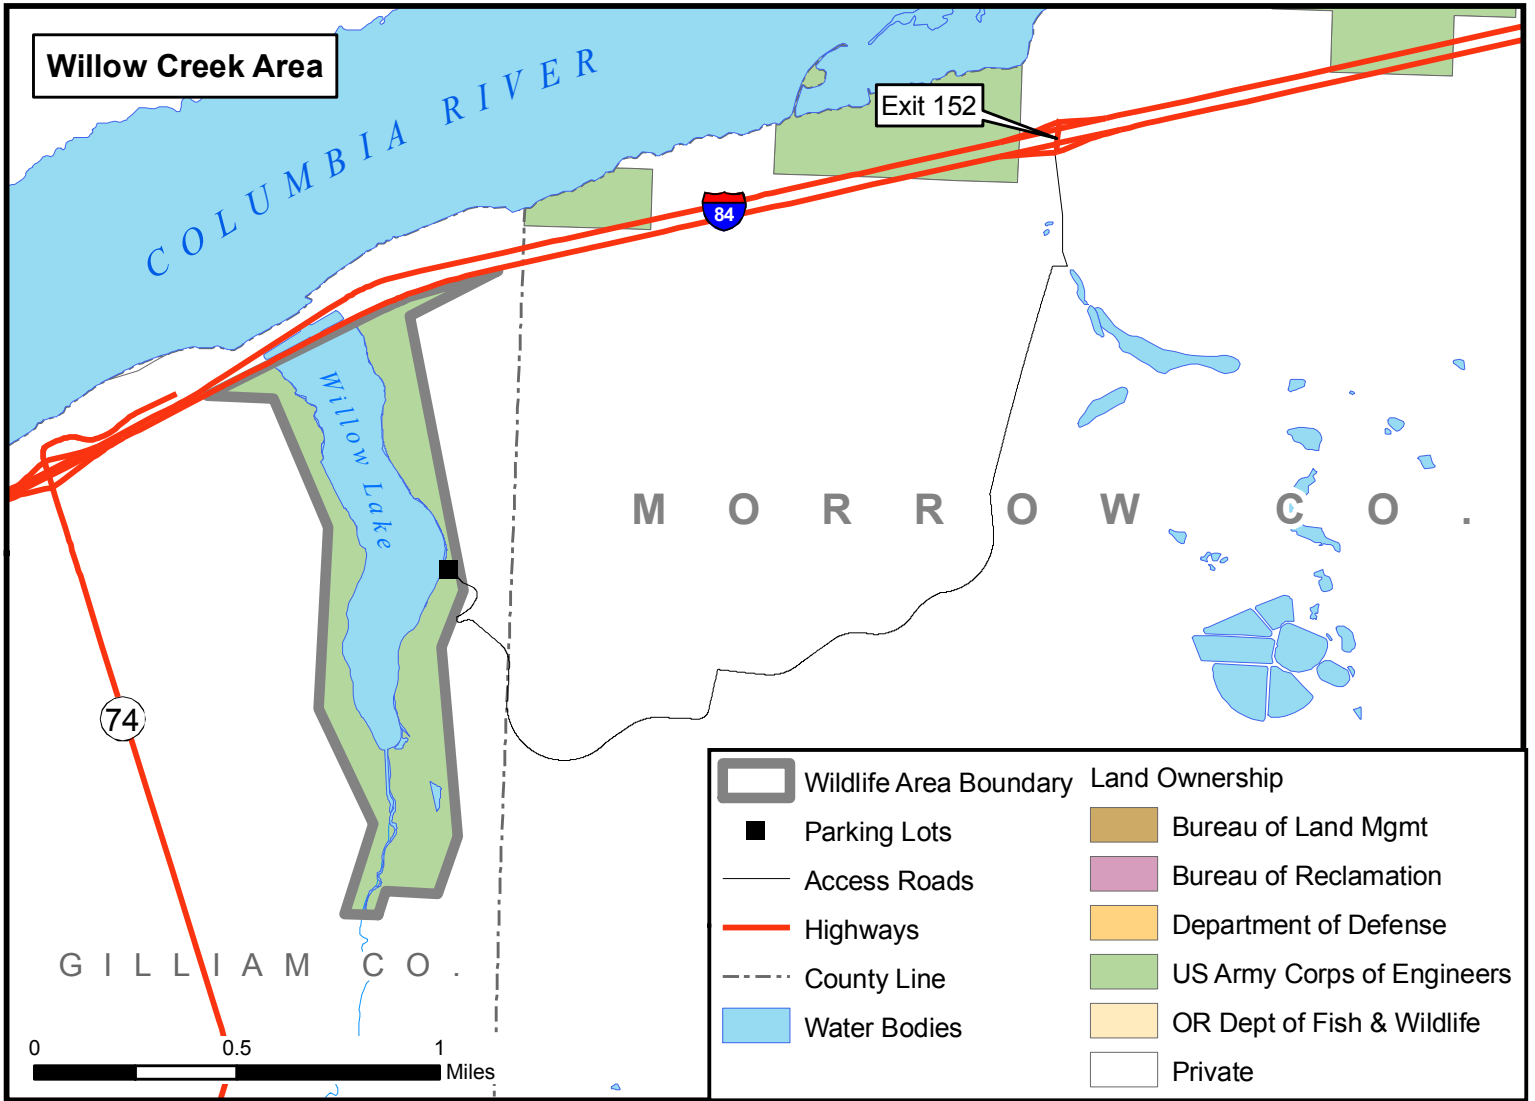 Willow Creek Area
COLUMBIA RIVER
Exit 152
84
Willow Lake
MORROW CO.
74
GILLIAM CO.
0 0.5 1
Miles
Wildlife Area Boundary
Parking Lots
Access Roads
Highways
County Line
Water Bodies
Land Ownership
Bureau of Land Mgmt
Bureau of Reclamation
Department of Defense
US Army Corps of Engineers
OR Dept of Fish & Wildlife
Private